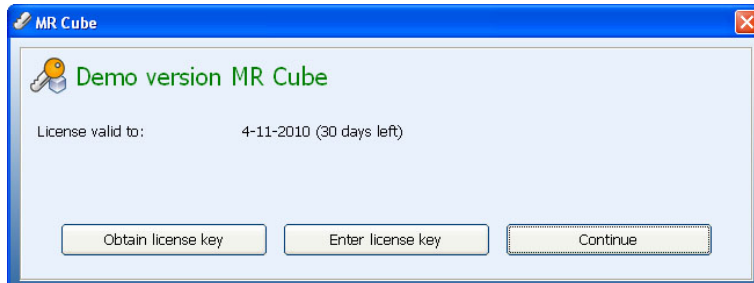 MR Cube
Demo version MR Cube
License valid to: 4-11-2010 (30 days left)
Obtain license key Enter license key Continue